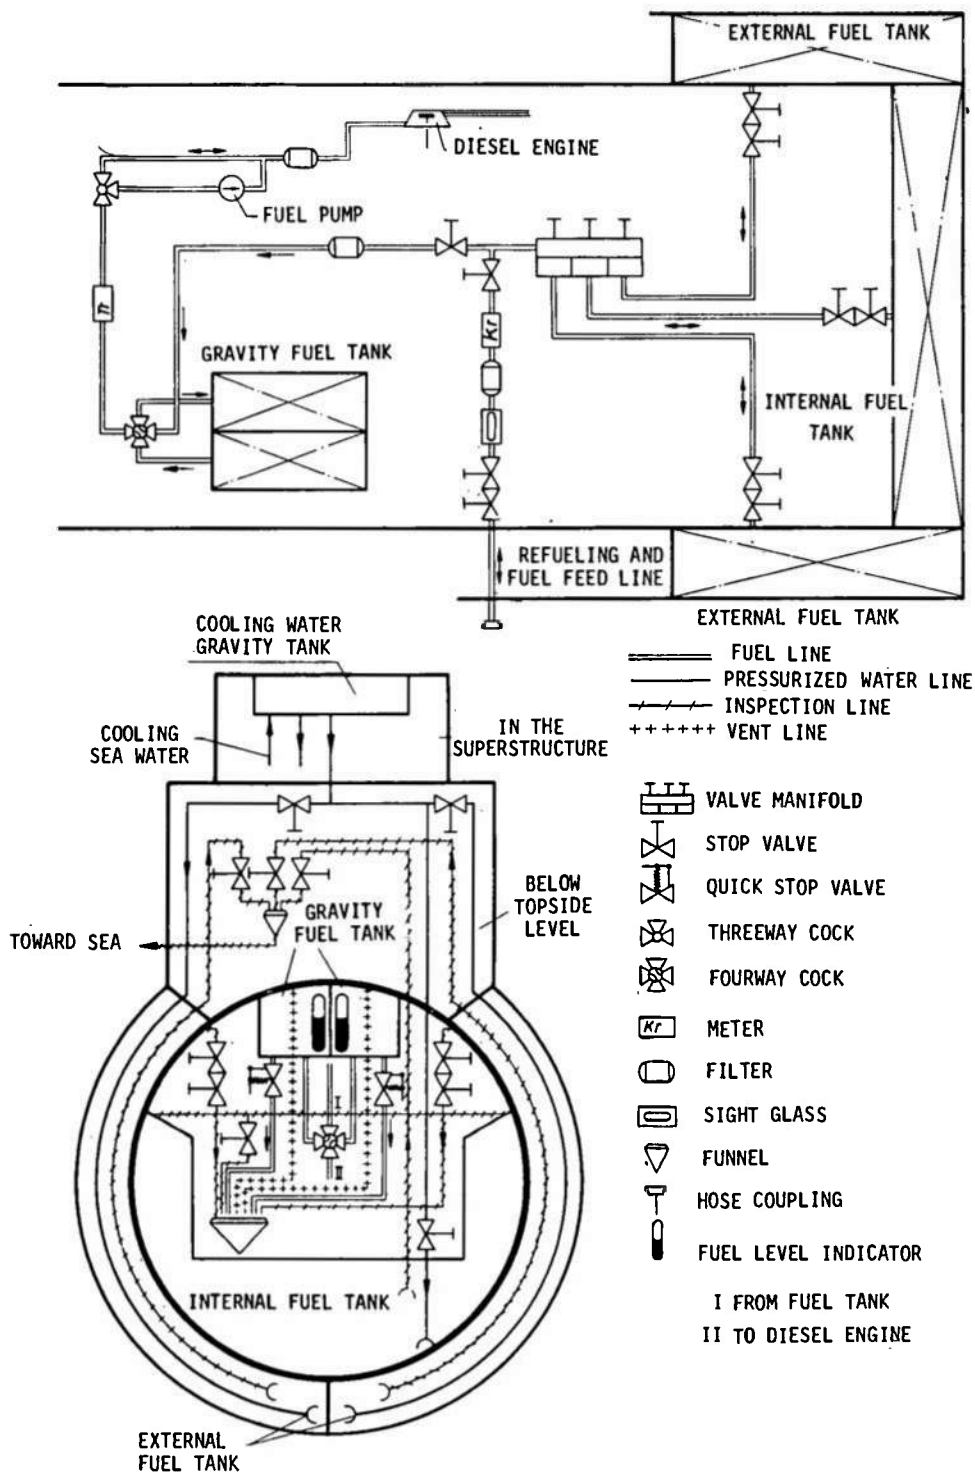 EXTERNAL FUEL TANK
DIESEL ENGINE
FUEL PUMP
Kr
GRAVITY FUEL TANK
INTERNAL FUEL
TANK
REFUELING AND
FUEL FEED LINE
EXTERNAL FUEL TANK
COOLING WATER
GRAVITY TANK
COOLING
SEA WATER
IN THE
SUPERSTRUCTURE
BELOW
TOPSIDE
LEVEL
GRAVITY
FUEL TANK
TOWARD SEA
I
II
INTERNAL FUEL TANK
EXTERNAL
FUEL TANK
FUEL LINE
PRESSURIZED WATER LINE
INSPECTION LINE
VENT LINE
VALVE MANIFOLD
STOP VALVE
QUICK STOP VALVE
THREEWAY COCK
FOURWAY COCK
Kr METER
FILTER
SIGHT GLASS
FUNNEL
HOSE COUPLING
FUEL LEVEL INDICATOR
I FROM FUEL TANK
II TO DIESEL ENGINE